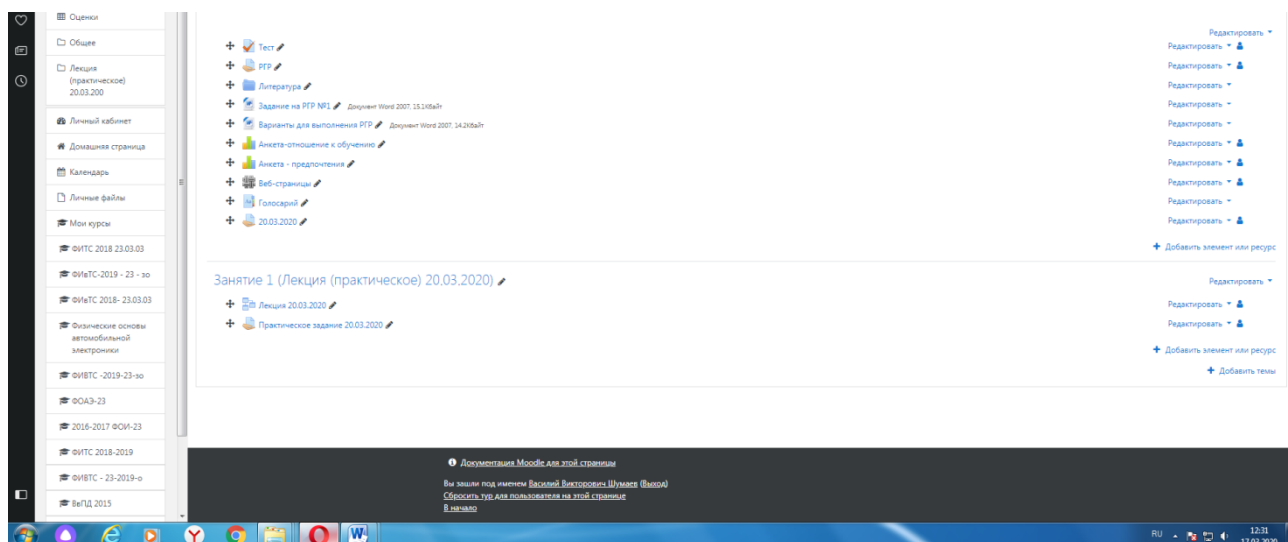 Оценки
Общее
Лекция
(практическое)
20.03.200
Личный кабинет
Домашняя страница
Календарь
Личные файлы
Мои курсы
ФИТС 2018 23.03.03
ФИвТС-2019 - 23 - зо
ФИвТС 2018- 23.03.03
Физические основы
автомобильной
электроники
ФИВТС -2019-23-зо
ФОАЭ-23
2016-2017 ФОИ-23
ФИТС 2018-2019
ФИВТС - 23-2019-о
ВвПД 2015
Редактировать
Тест Редактировать
РГР Редактировать
Литература Редактировать
Задание на РГР №1 Документ Word 2007, 15.1Кбайт Редактировать
Варианты для выполнения РГР Документ Word 2007, 14.2Кбайт Редактировать
Анкета-отношение к обучению Редактировать
Анкета - предпочтения Редактировать
Веб-страницы Редактировать
Голосарий Редактировать
20.03.2020 Редактировать
Добавить элемент или ресурс
Занятие 1 (Лекция (практическое) 20.03.2020) Редактировать
Лекция 20.03.2020 Редактировать
Практическое задание 20.03.2020 Редактировать
Добавить элемент или ресурс
Добавить темы
Документация Moodle для этой страницы
Вы зашли под именем Василий Викторович Шумаев (Выход)
Сбросить тур для пользователя на этой странице
В начало
RU 12:31
17.03.2020